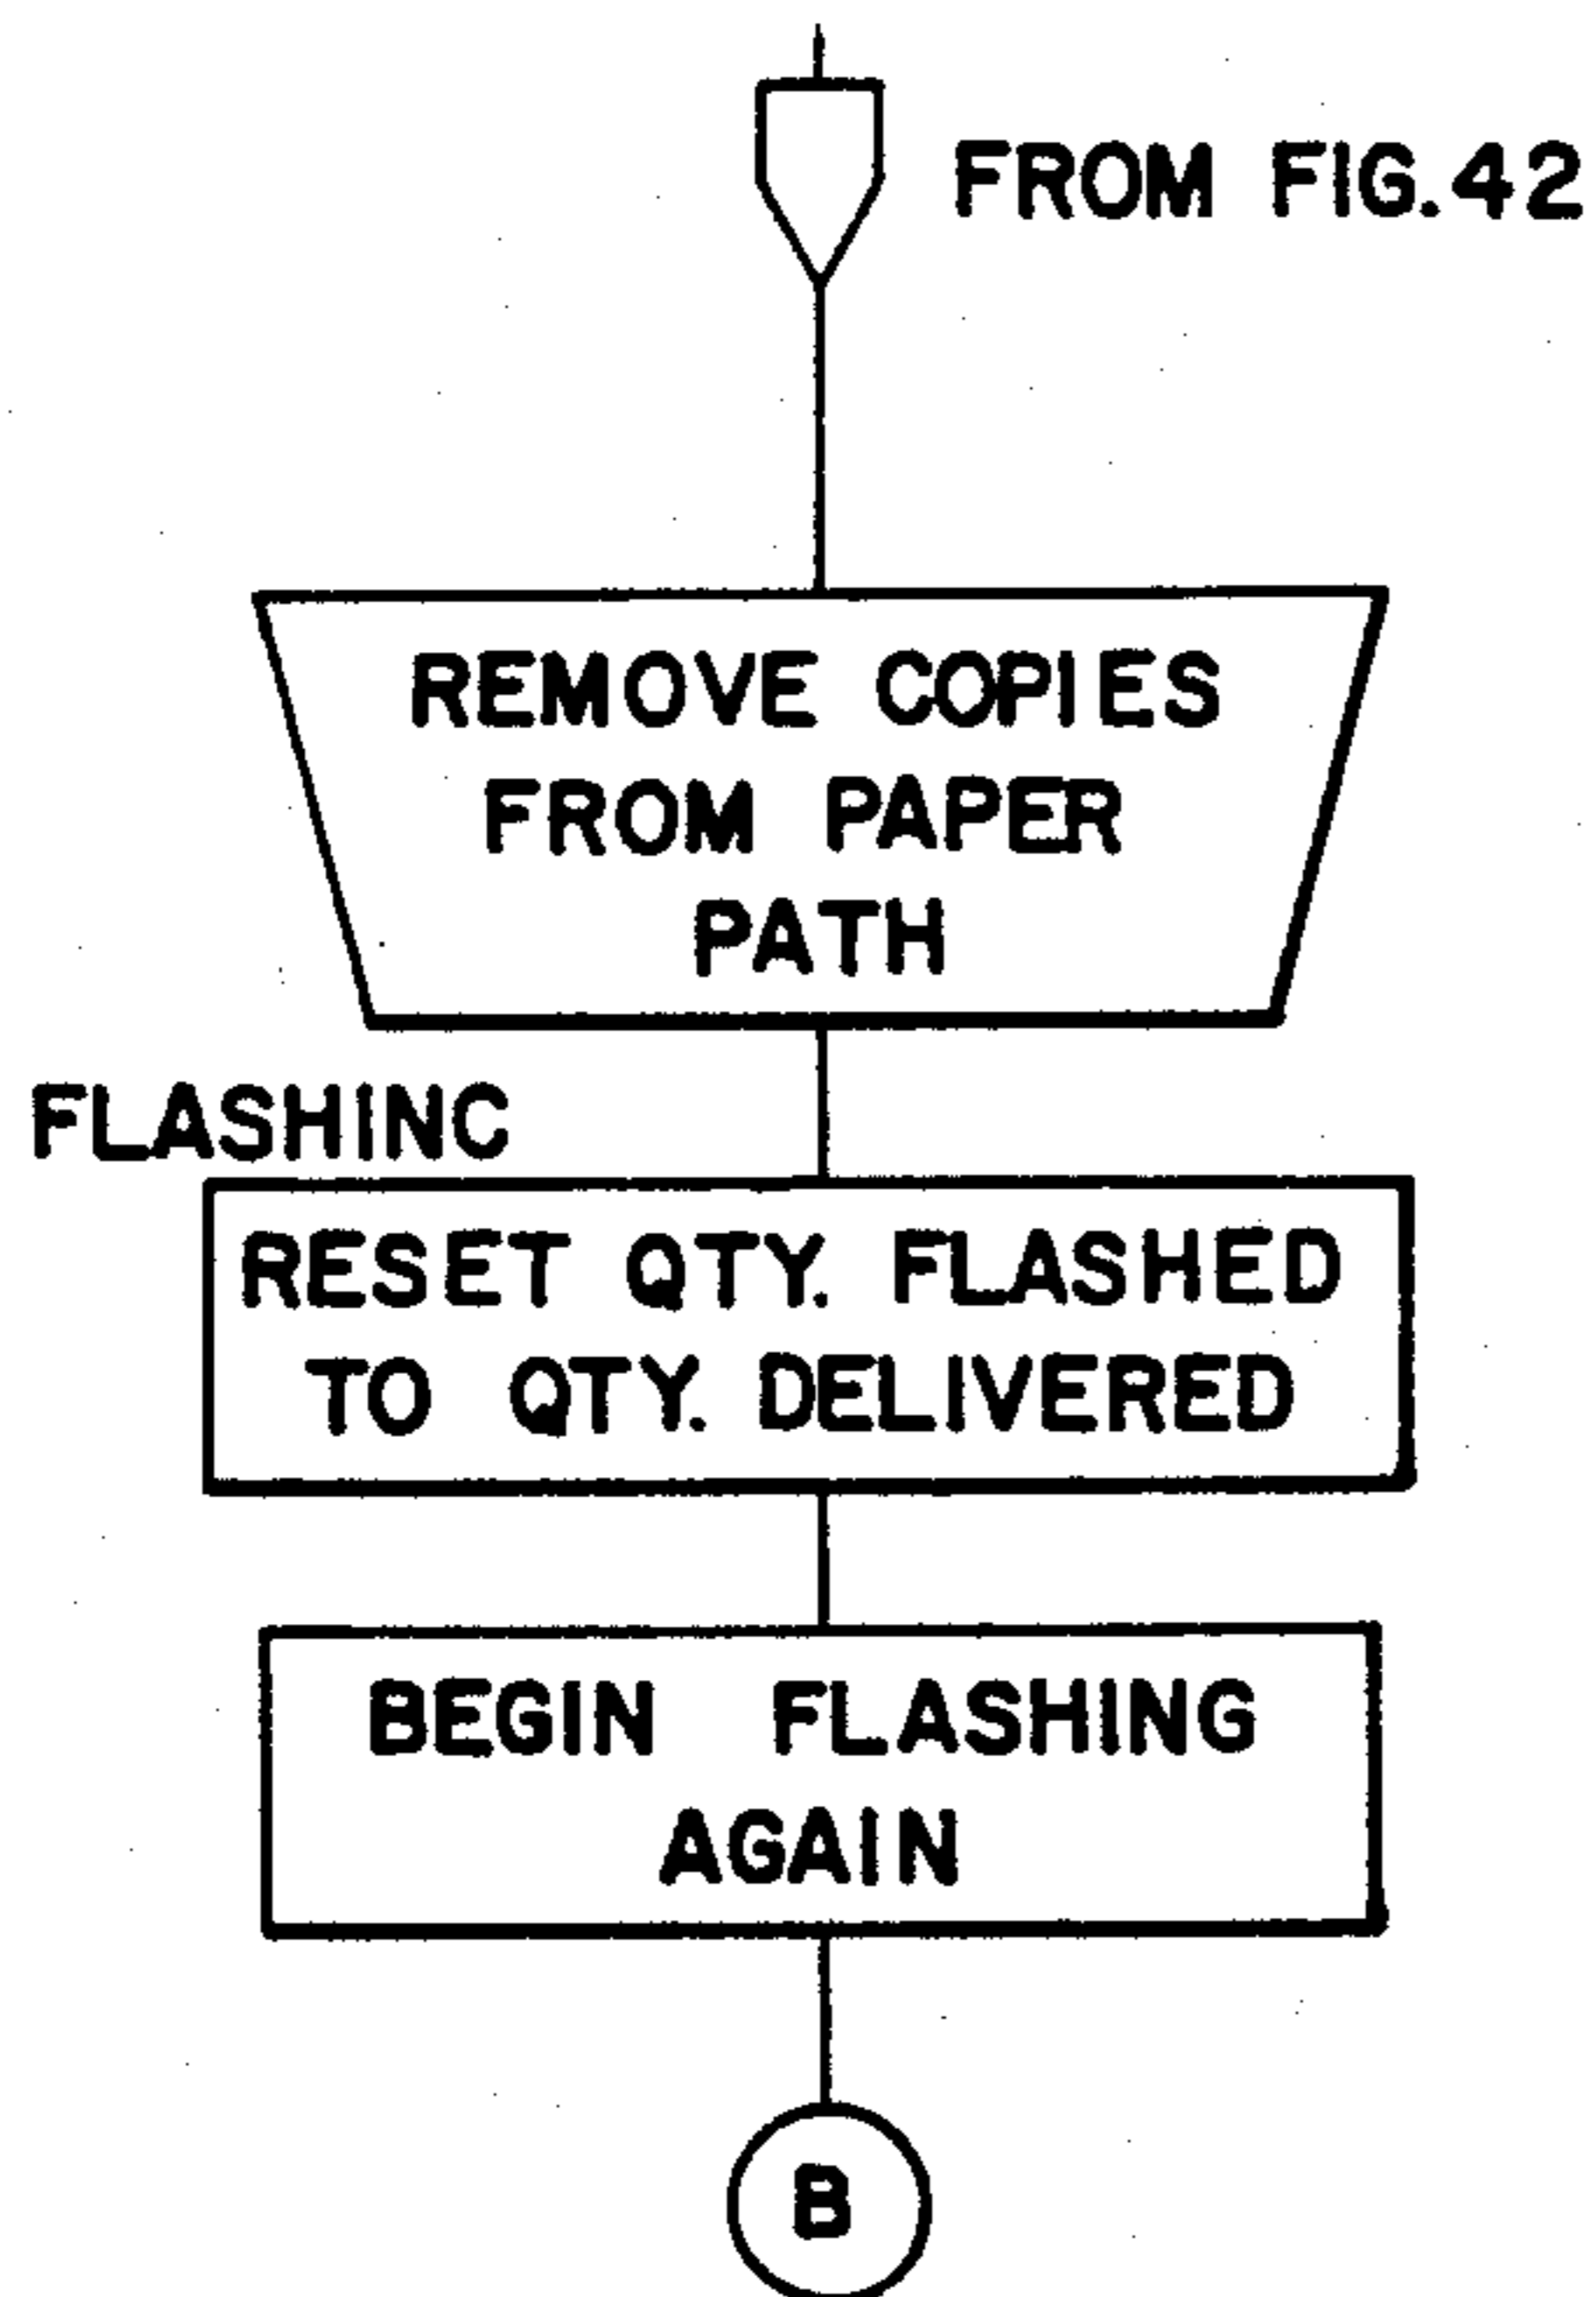 FROM FIG.42
REMOVE COPIES
FROM PAPER
PATH
FLASHINC
RESET QTY. FLASHED
TO QTY. DELIVERED
BEGIN FLASHING
AGAIN
B